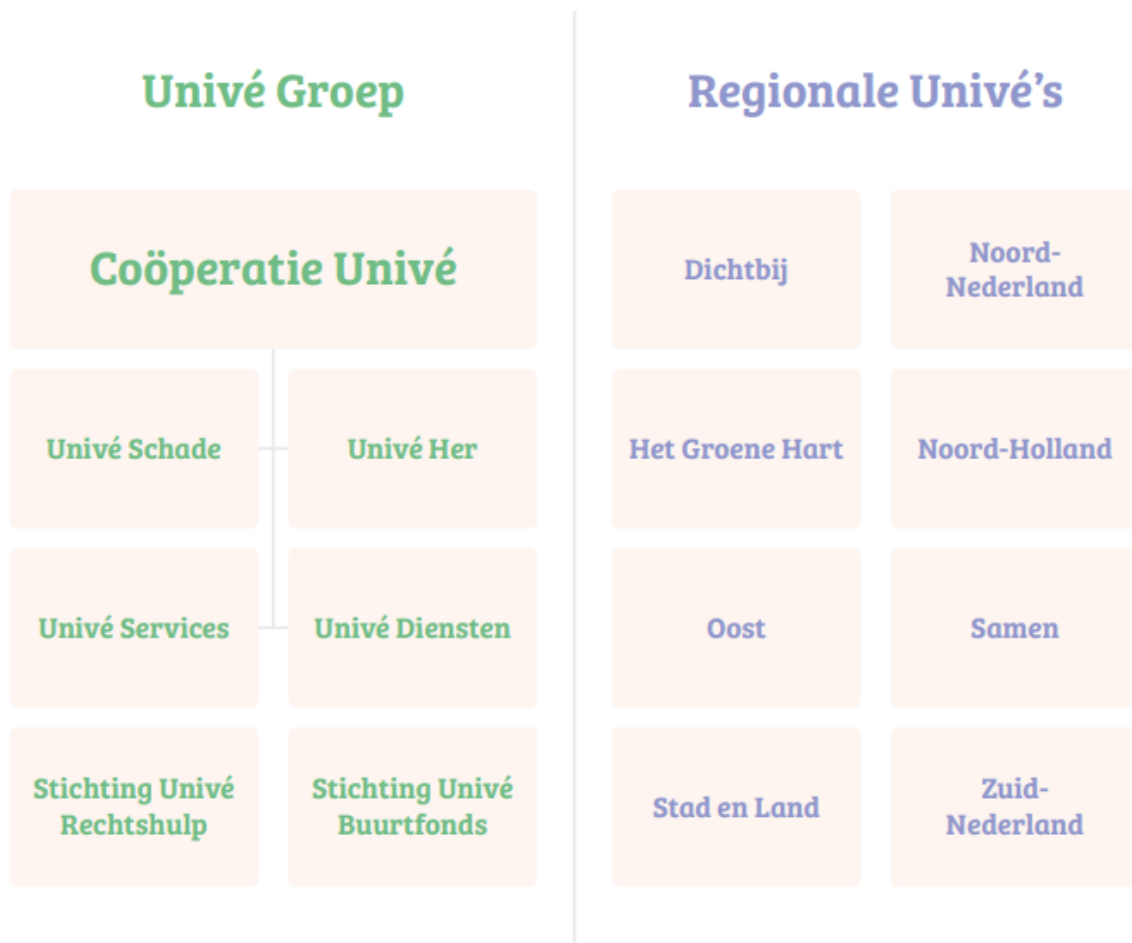 Univé Groep
Coöperatie Univé
Univé Schade
Univé Her
Univé Services
Univé Diensten
Stichting Univé
Rechtshulp
Stichting Univé
Buurtfonds
Regionale Univé’s
Dichtbij
Noord-
Nederland
Het Groene Hart
Noord-Holland
Oost
Samen
Stad en Land
Zuid-
Nederland